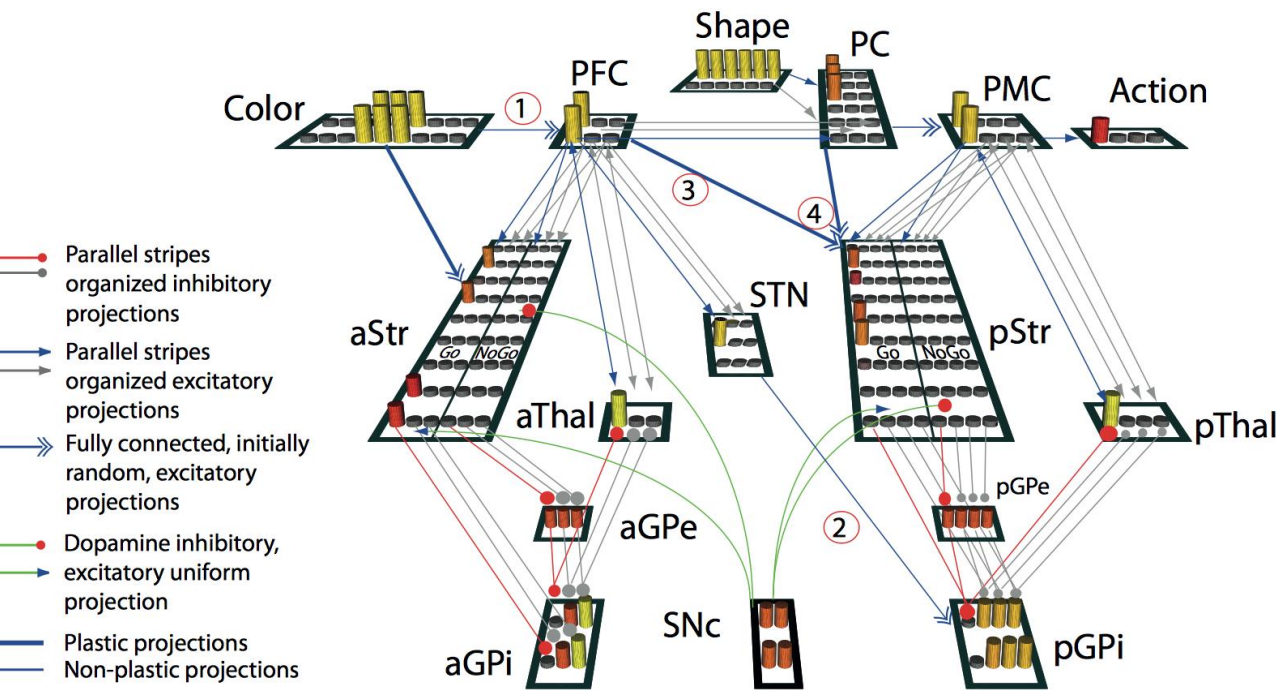 Shape
PC
PFC
PMC
Action
Color
1
3
4
Parallel stripes
organized inhibitory
projections
STN
aStr
Go
NoGo
pStr
Go
NoGo
Parallel stripes
organized excitatory
projections
aThal
pThal
Fully connected, initially
random, excitatory
projections
pGPe
aGPe
2
Dopamine inhibitory,
excitatory uniform
projection
SNc
Plastic projections
Non-plastic projections
aGPi
pGPi